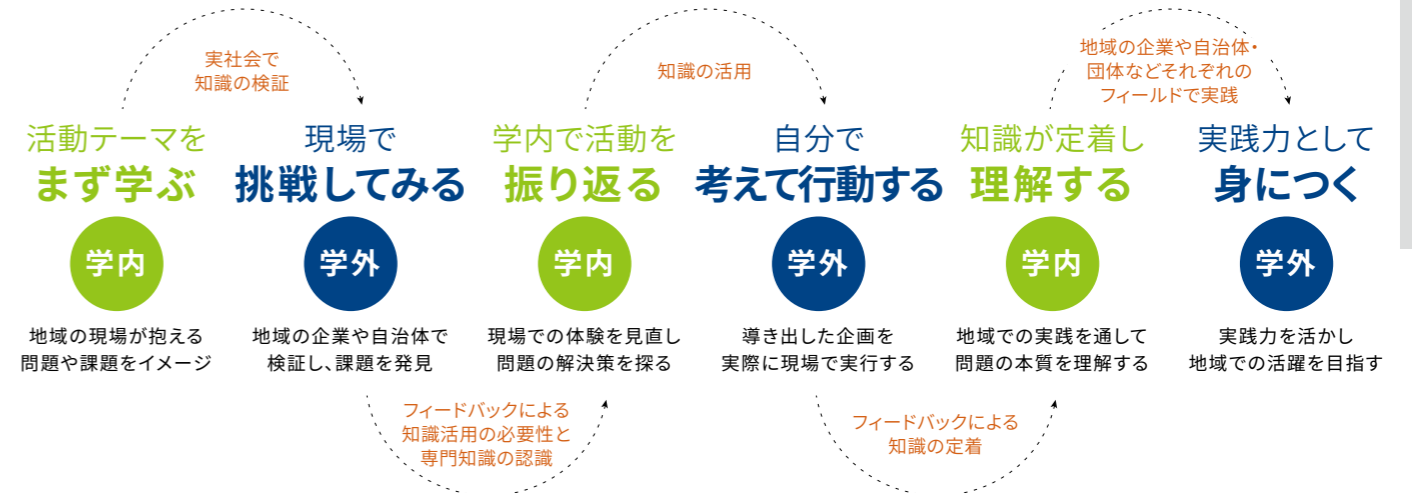 実社会で
知識の検証
知識の活用
地域の企業や自治体・
団体などそれぞれの
フィールドで実践
活動テーマを
まず学ぶ
学内
地域の現場が抱える
問題や課題をイメージ
現場で
挑戦してみる
学外
地域の企業や自治体で
検証し、課題を発見
学内で活動を
振り返る
学内
現場での体験を見直し
問題の解決策を探る
自分で
考えて行動する
学外
導き出した企画を
実際に現場で実行する
知識が定着し
理解する
学内
地域での実践を通して
問題の本質を理解する
実践力として
身につく
学外
実践力を活かし
地域での活躍を目指す
フィードバックによる
知識活用の必要性と
専門知識の認識
フィードバックによる
知識の定着